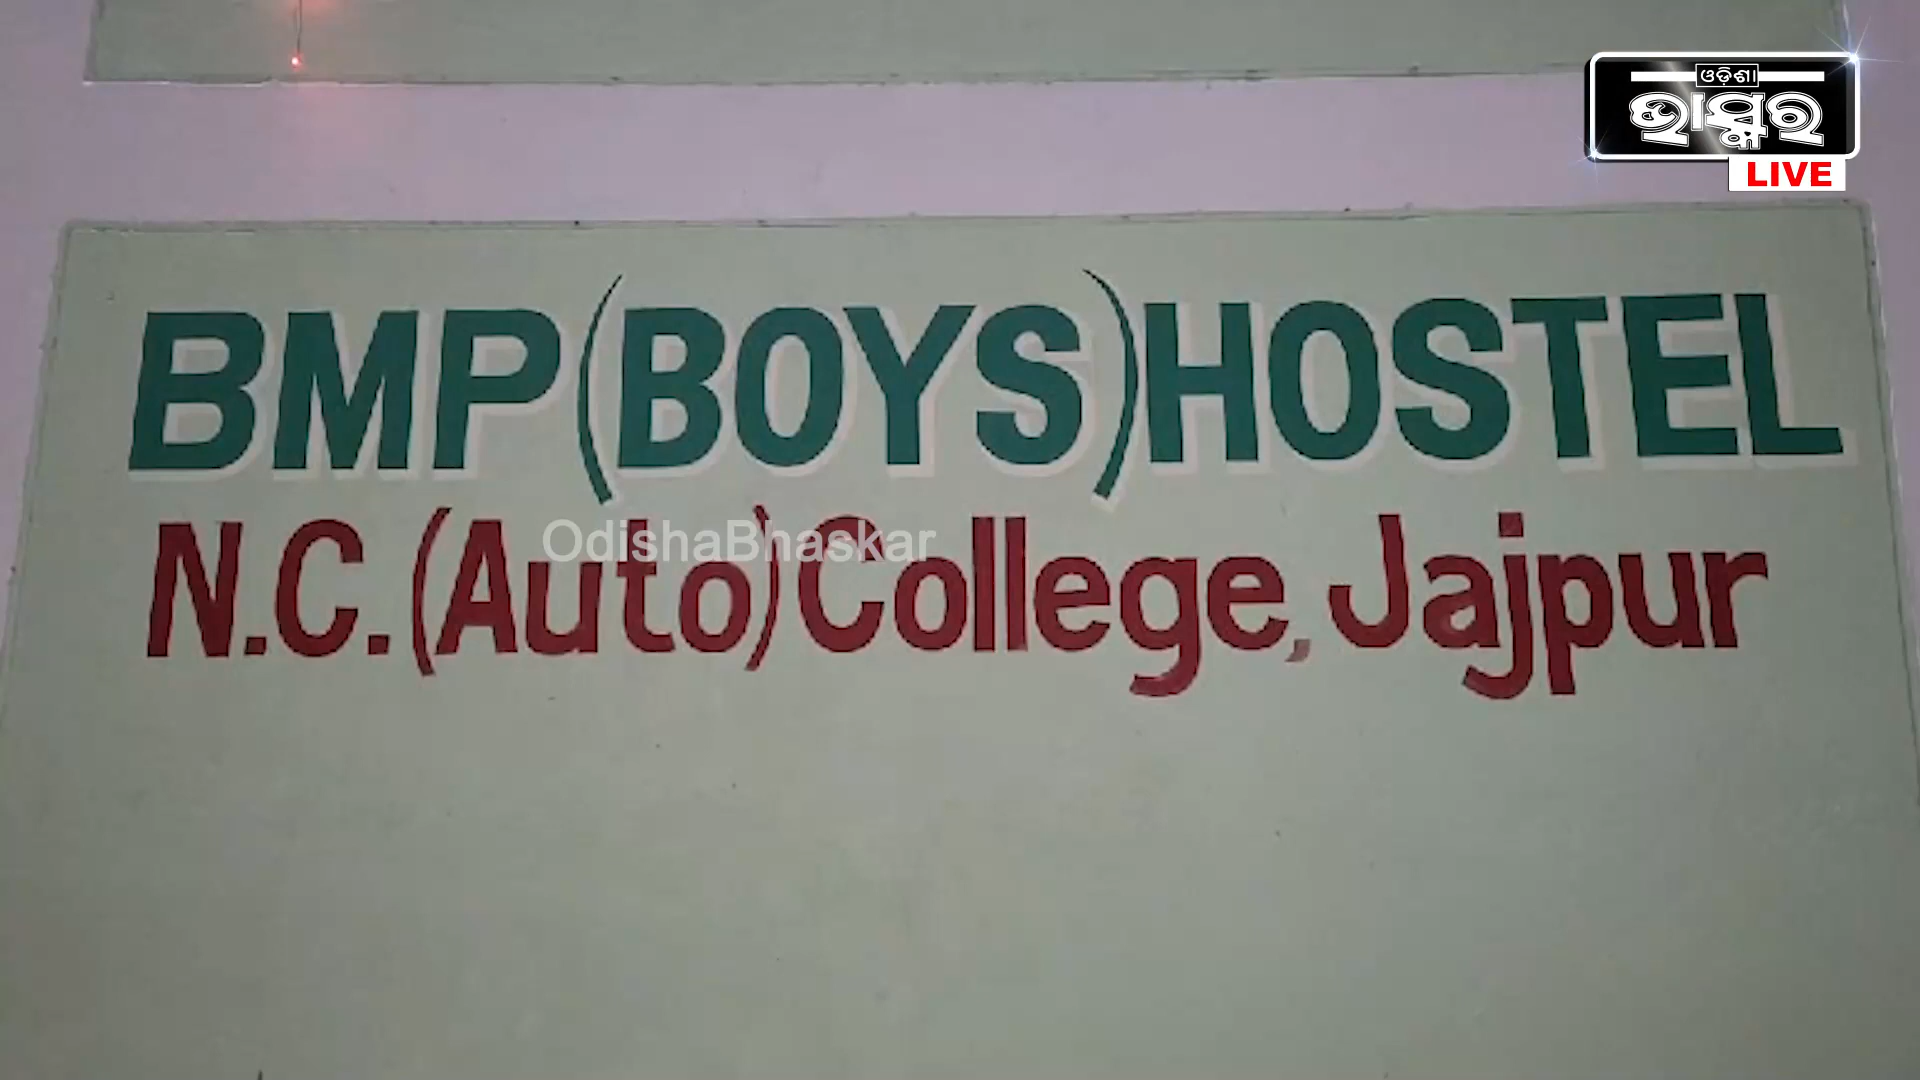 ଓଡ଼ିଶା
ଭାସ୍କର
LIVE
BMP (BOYS) HOSTEL
N.C. (Auto) College, Jajpur
OdishaBhaskar